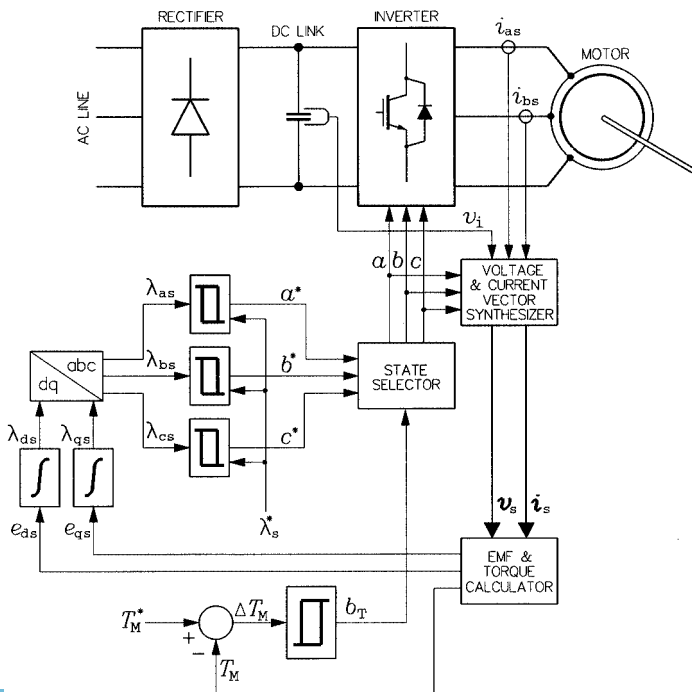 RECTIFIER
DC LINK
INVERTER
i_as
MOTOR
AC LINE
i_bs
v_i
a b c
VOLTAGE
& CURRENT
VECTOR
SYNTHESIZER
λ_as
a*
λ_bs
b*
abc
dq
STATE
SELECTOR
λ_cs
c*
λ_ds
λ_qs
∫
∫
λ*_s
v_s
i_s
e_ds
e_qs
EMF &
TORQUE
CALCULATOR
T*_M
+
−
ΔT_M
b_T
T_M